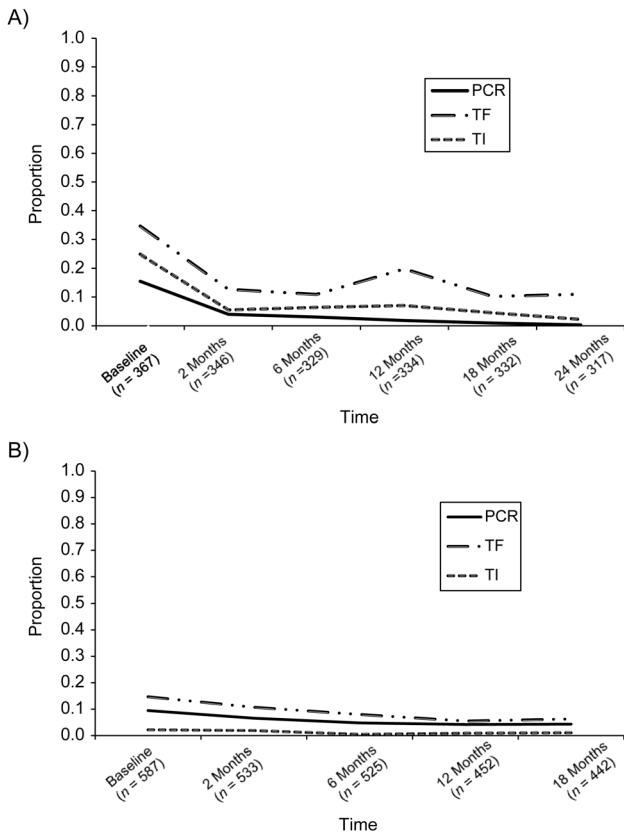 A)
1.0
0.9
0.8
0.7
0.6
0.5
0.4
0.3
0.2
0.1
0.0
Proportion
PCR
TF
TI
Baseline
(n = 367)
2 Months
(n =346)
6 Months
(n =329)
12 Months
(n =334)
18 Months
(n = 332)
24 Months
(n = 317)
Time
B)
1.0
0.9
0.8
0.7
0.6
0.5
0.4
0.3
0.2
0.1
0.0
Proportion
PCR
TF
TI
Baseline
(n = 587)
2 Months
(n = 533)
6 Months
(n = 525)
12 Months
(n = 452)
18 Months
(n = 442)
Time